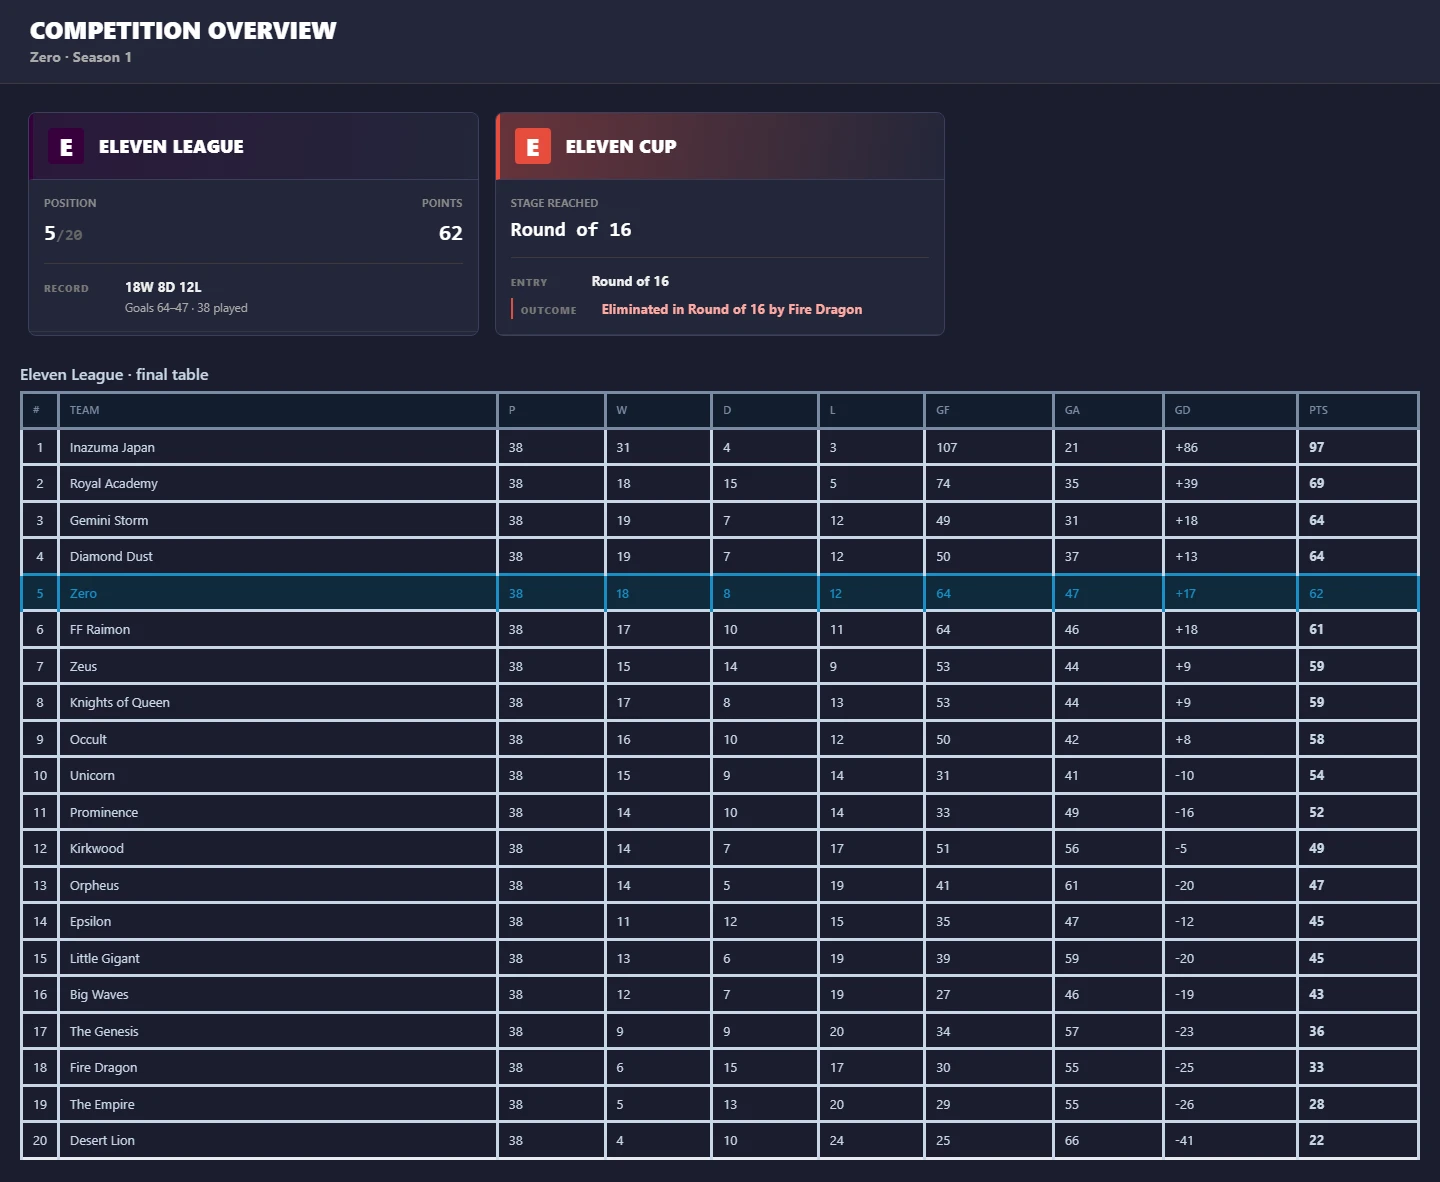 COMPETITION OVERVIEW
Zero · Season 1
E ELEVEN LEAGUE
POSITION POINTS
5/20 62
RECORD 18W 8D 12L
Goals 64–47 · 38 played
E ELEVEN CUP
STAGE REACHED
Round of 16
ENTRY Round of 16
OUTCOME Eliminated in Round of 16 by Fire Dragon
Eleven League · final table
# TEAM P W D L GF GA GD PTS
1 Inazuma Japan 38 31 4 3 107 21 +86 97
2 Royal Academy 38 18 15 5 74 35 +39 69
3 Gemini Storm 38 19 7 12 49 31 +18 64
4 Diamond Dust 38 19 7 12 50 37 +13 64
5 Zero 38 18 8 12 64 47 +17 62
6 FF Raimon 38 17 10 11 64 46 +18 61
7 Zeus 38 15 14 9 53 44 +9 59
8 Knights of Queen 38 17 8 13 53 44 +9 59
9 Occult 38 16 10 12 50 42 +8 58
10 Unicorn 38 15 9 14 31 41 -10 54
11 Prominence 38 14 10 14 33 49 -16 52
12 Kirkwood 38 14 7 17 51 56 -5 49
13 Orpheus 38 14 5 19 41 61 -20 47
14 Epsilon 38 11 12 15 35 47 -12 45
15 Little Gigant 38 13 6 19 39 59 -20 45
16 Big Waves 38 12 7 19 27 46 -19 43
17 The Genesis 38 9 9 20 34 57 -23 36
18 Fire Dragon 38 6 15 17 30 55 -25 33
19 The Empire 38 5 13 20 29 55 -26 28
20 Desert Lion 38 4 10 24 25 66 -41 22